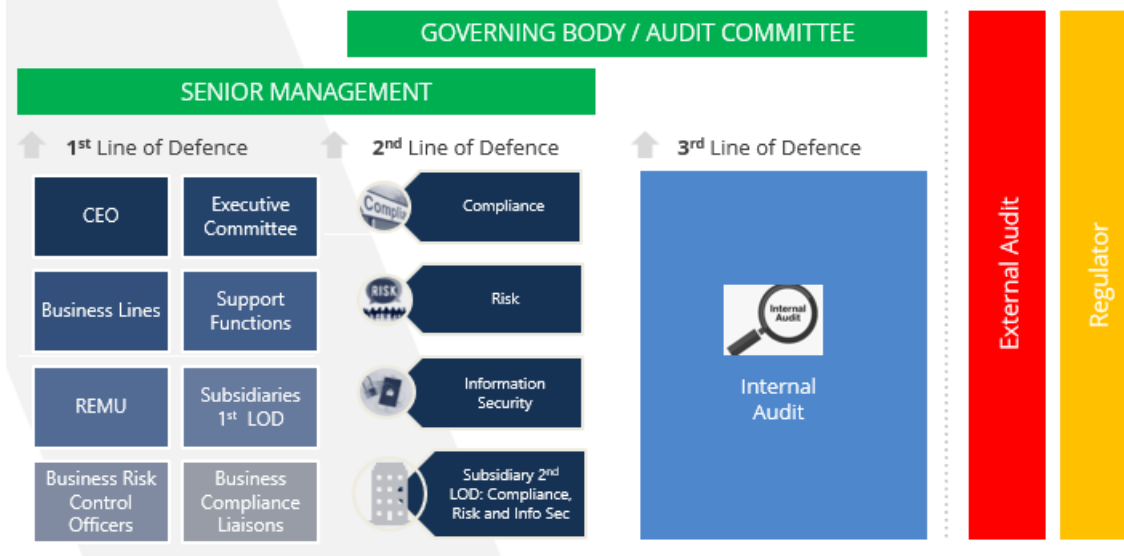 GOVERNING BODY / AUDIT COMMITTEE
SENIOR MANAGEMENT
1st Line of Defence
2nd Line of Defence
3rd Line of Defence
CEO
Executive
Committee
Business Lines
Support
Functions
REMU
Subsidiaries
1st LOD
Business Risk
Control
Officers
Business
Compliance
Liaisons
Compliance
RISK
Risk
Information
Security
Subsidiary 2nd
LOD: Compliance,
Risk and Info Sec
Internal
Audit
Internal
Audit
External Audit
Regulator